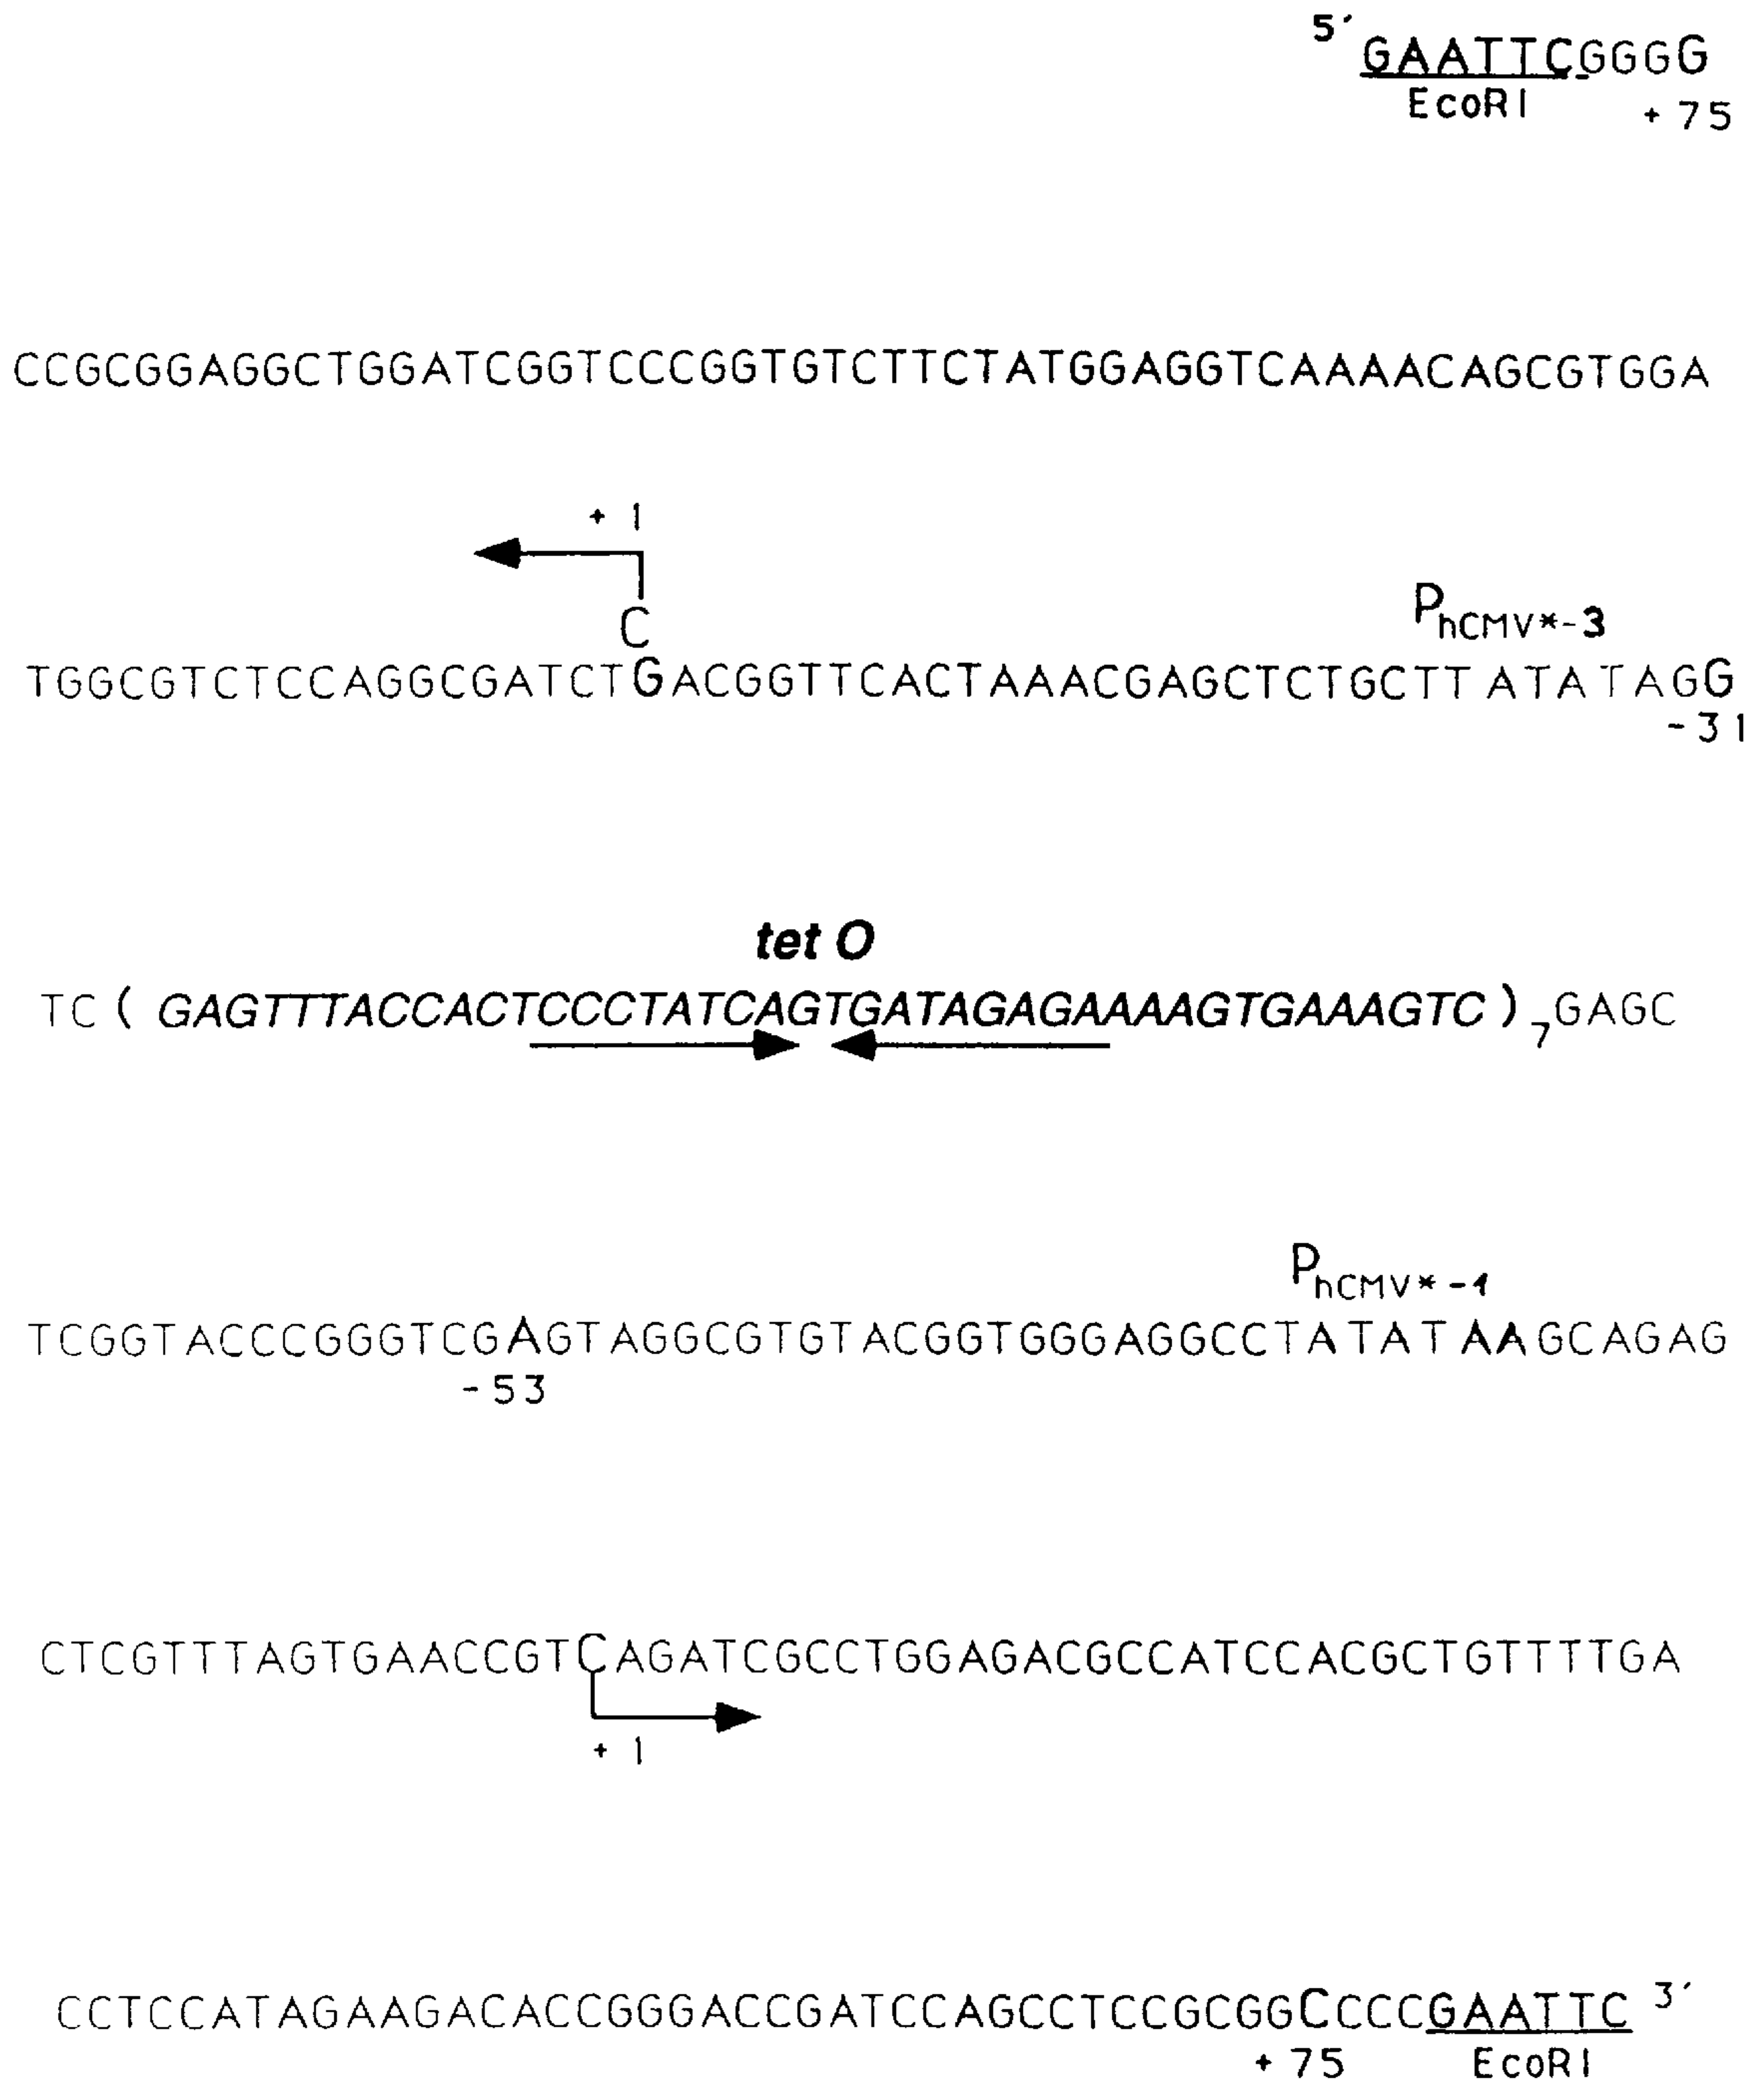 5´ GAATTCGGGG
EcoRI +75
CCGCGGAGGCTGGATCGGTCCCGGTGTCTTCTATGGAGGTCAAAACAGCGTGGA
+1
C
PhCMV*-3
TGGCGTCTCCAGGCGATCTGACGGTTCACTAAACGAGCTCTGCTTATATAGG
-31
tet O
TC(GAGTTTACCACTCCCTATCAGTGATAGAGAAAAGTGAAAGTC)7GAGC
PhCMV*-1
TCGGTACCCGGGTCGAGTAGGCGTGTACGGTGGGAGGCCTATATAAGCAGAG
-53
CTCGTTTAGTGAACCGTCAGATCGCCTGGAGACGCCATCCACGCTGTTTTGA
+1
CCTCCATAGAAGACACCGGGACCGATCCAGCCTCCGCGGCCCCGAATTC 3´
+75 EcoRI